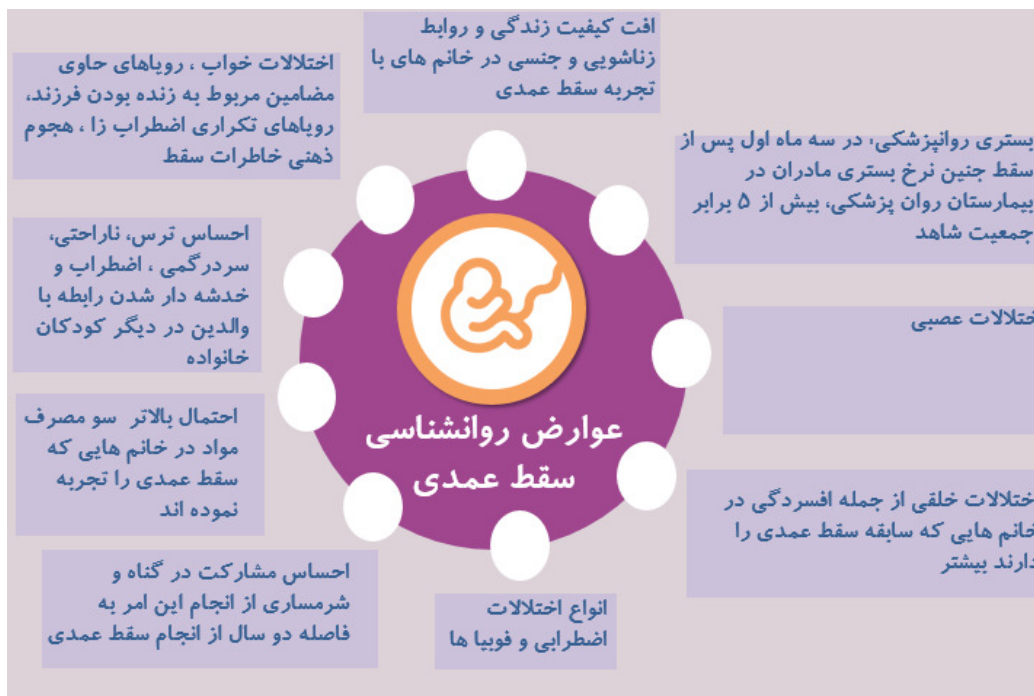 افت کیفیت زندگی و روابط
زناشویی و جنسی در خانم های با
تجربه سقط عمدی
بستری روانپزشکی، در سه ماه اول پس از
سقط جنین نرخ بستری مادران در
بیمارستان روان پزشکی، بیش از ۵ برابر
جمعیت شاهد
ختلالات عصبی
ختلالات خلقی از جمله افسردگی در
خانم هایی که سابقه سقط عمدی را
دارند بیشتر
انواع اختلالات
اضطرابی و فوبیا ها
احساس مشارکت در گناه و
شرمساری از انجام این امر به
فاصله دو سال از انجام سقط عمدی
احتمال بالاتر سو مصرف
مواد در خانم هایی که
سقط عمدی را تجربه
نموده اند
احساس ترس، ناراحتی،
سردرگمی ، اضطراب و
خدشه دار شدن رابطه با
والدین در دیگر کودکان
خانواده
اختلالات خواب ، رویاهای حاوی
مضامین مربوط به زنده بودن فرزند،
رویاهای تکراری اضطراب زا ، هجوم
ذهنی خاطرات سقط
عوارض روانشناسی
سقط عمدی